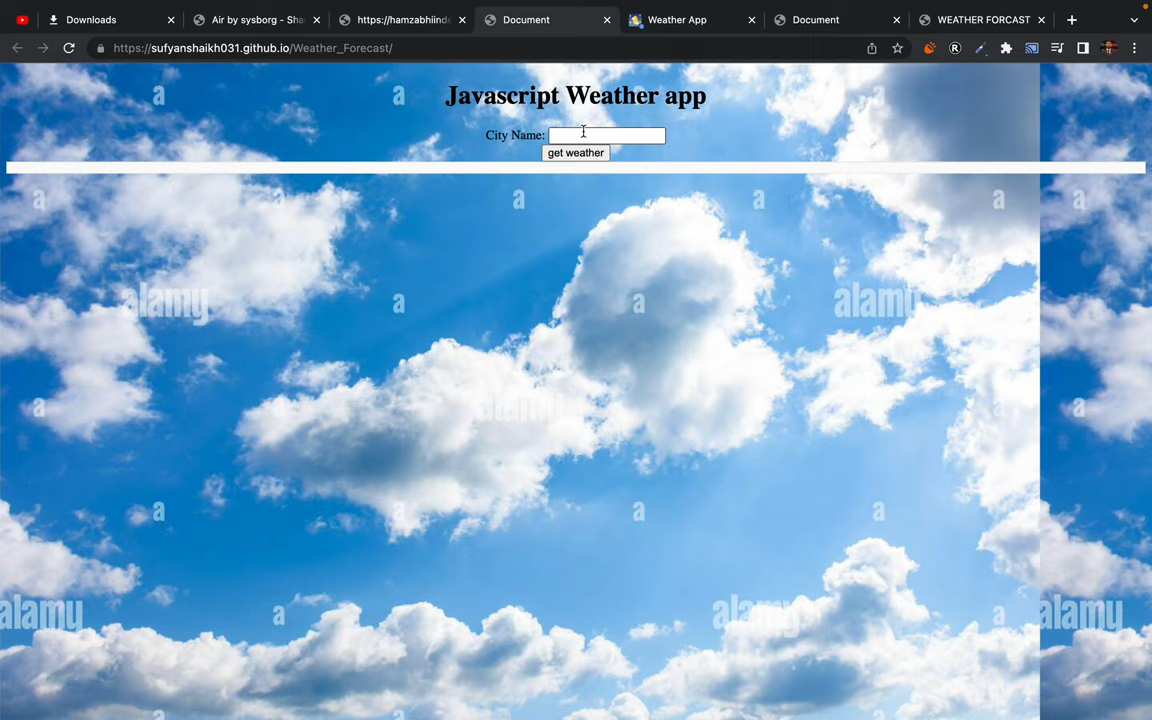 Downloads
Air by sysborg – Sha
https://hamzabhiinde
Document
Weather App
Document
WEATHER FORCAST
https://sufyanshaikh031.github.io/Weather_Forecast/
Javascript Weather app
City Name:
get weather
a a
a a a a a
alamy a a alamy
a alamy a
a a a
alamy a alamy a alamy